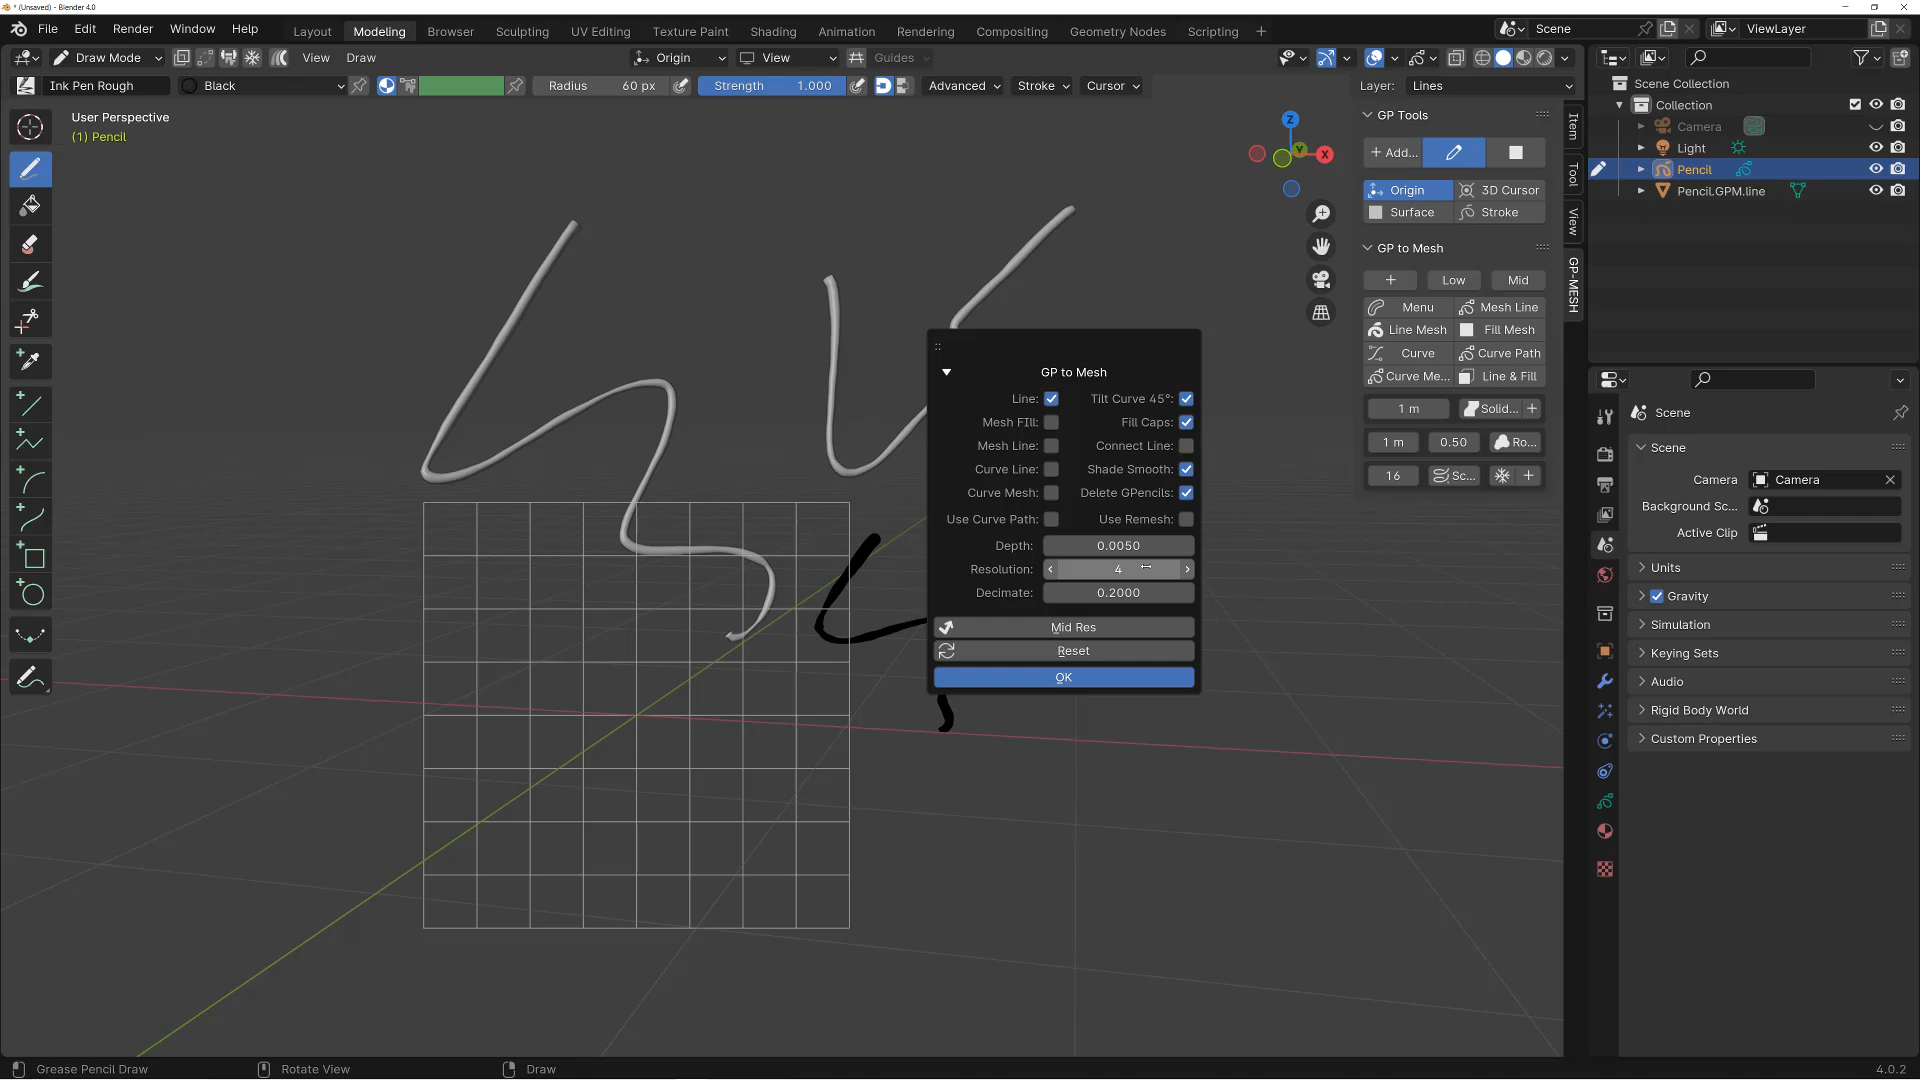 * (Unsaved) - Blender 4.0
File Edit Render Window Help
Layout Modeling Browser Sculpting UV Editing Texture Paint Shading Animation Rendering Compositing Geometry Nodes Scripting +
Scene
ViewLayer
Draw Mode View Draw
Origin View Guides
Ink Pen Rough Black Radius 60 px Strength 1.000 Advanced Stroke Cursor
Layer: Lines
User Perspective
(1) Pencil
Z
Y
X
GP Tools
+ Add...
Origin 3D Cursor
Surface Stroke
GP to Mesh
+ Low Mid
Menu Mesh Line
Line Mesh Fill Mesh
Curve Curve Path
Curve Me... Line & Fill
1 m Solid... +
1 m 0.50 Ro...
16 Sc... +
Item
Tool
View
GP-MESH
Scene Collection
Collection
Camera
Light
Pencil
Pencil.GPM.line
GP to Mesh
Line: Tilt Curve 45°:
Mesh FIll: Fill Caps:
Mesh Line: Connect Line:
Curve Line: Shade Smooth:
Curve Mesh: Delete GPencils:
Use Curve Path: Use Remesh:
Depth: 0.0050
Resolution: 4
Decimate: 0.2000
Mid Res
Reset
OK
Scene
Scene
Camera Camera
Background Sc...
Active Clip
Units
Gravity
Simulation
Keying Sets
Audio
Rigid Body World
Custom Properties
Grease Pencil Draw Rotate View Draw
4.0.2